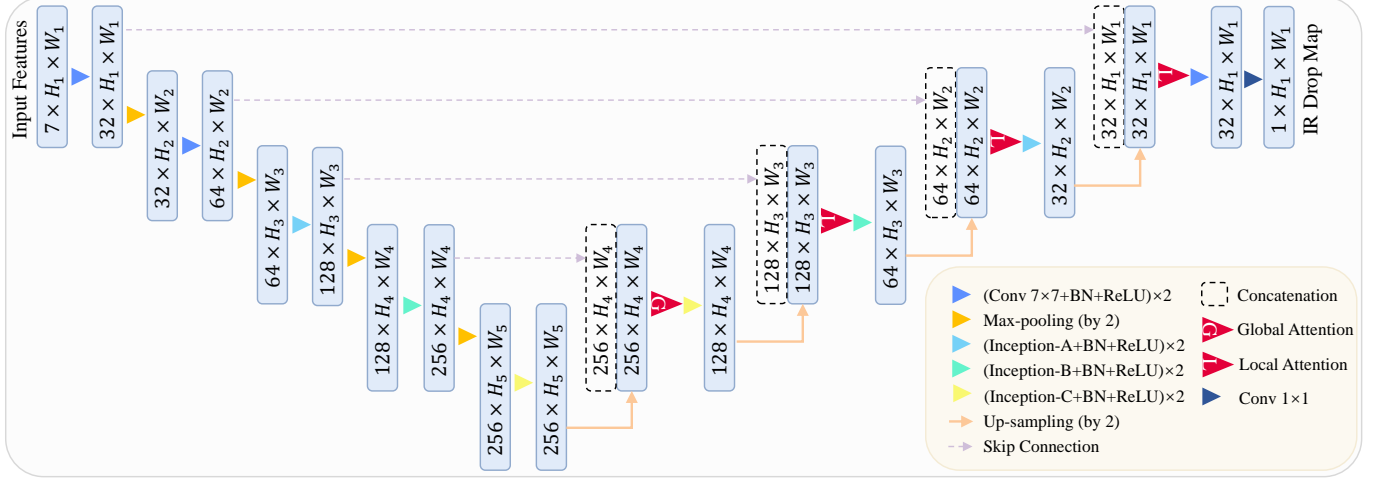 Input Features
7 × H₁ × W₁
32 × H₁ × W₁
32 × H₂ × W₂
64 × H₂ × W₂
64 × H₃ × W₃
128 × H₃ × W₃
128 × H₄ × W₄
256 × H₄ × W₄
256 × H₅ × W₅
256 × H₅ × W₅
256 × H₄ × W₄
256 × H₄ × W₄
G
128 × H₄ × W₄
128 × H₃ × W₃
128 × H₃ × W₃
L
64 × H₃ × W₃
64 × H₂ × W₂
64 × H₂ × W₂
L
32 × H₂ × W₂
32 × H₁ × W₁
32 × H₁ × W₁
L
32 × H₁ × W₁
1 × H₁ × W₁
IR Drop Map
(Conv 7×7+BN+ReLU)×2
Max-pooling (by 2)
(Inception-A+BN+ReLU)×2
(Inception-B+BN+ReLU)×2
(Inception-C+BN+ReLU)×2
Up-sampling (by 2)
Skip Connection
Concatenation
G Global Attention
L Local Attention
Conv 1×1